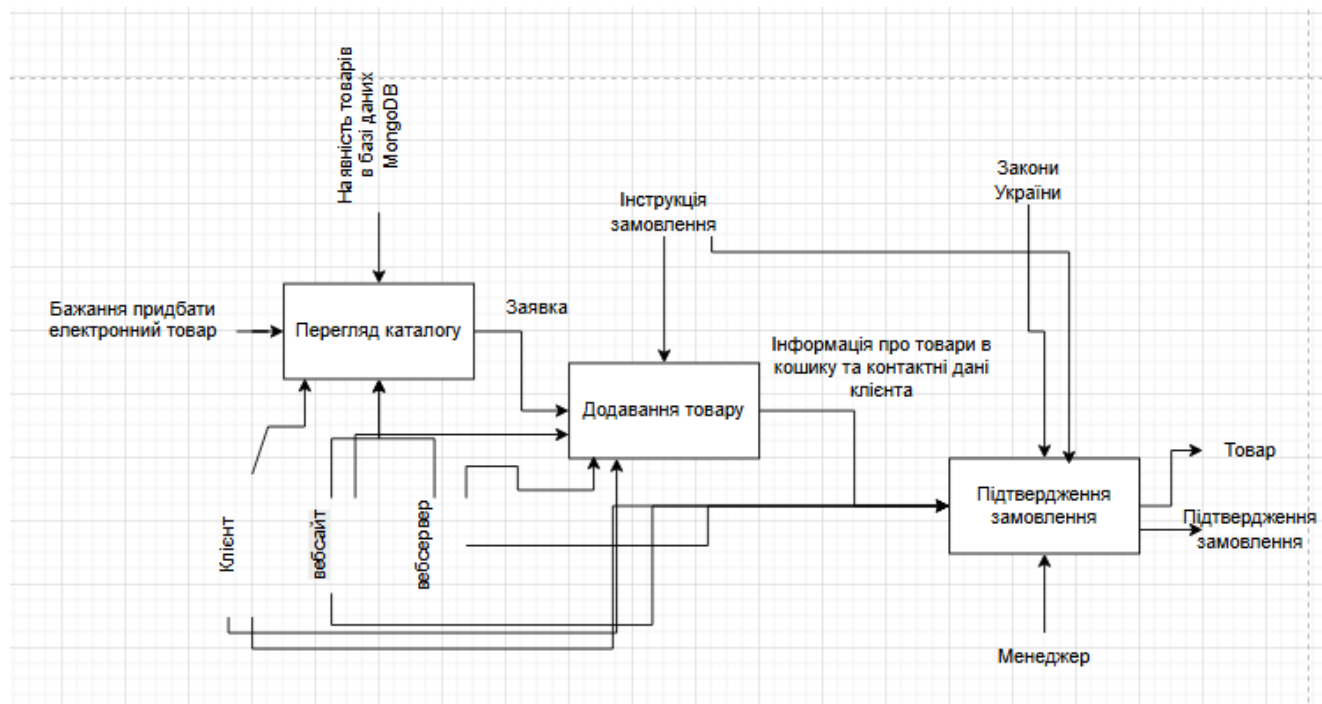 Наявність товарів
в базі даних
MongoDB
Інструкція
замовлення
Закони
України
Бажання придбати
електронний товар
Перегляд каталогу
Заявка
Додавання товару
Інформація про товари в
кошику та контактні дані
клієнта
Товар
Підтвердження
замовлення
Підтвердження
замовлення
Клієнт
вебсайт
вебсервер
Менеджер